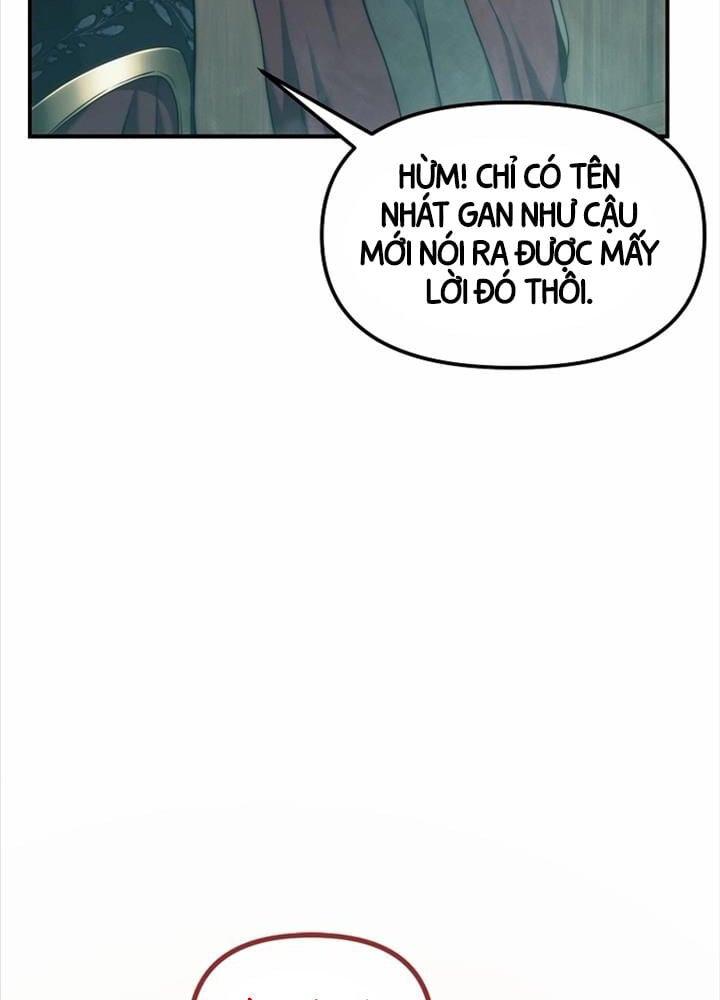 HỪM! CHỈ CÓ TÊN
NHÁT GAN NHƯ CẬU
MỚI NÓI RA ĐƯỢC MẤY
LỜI ĐÓ THÔI.